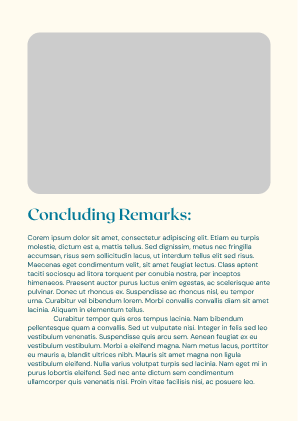 Concluding Remarks:
Corem ipsum dolor sit amet, consectetur adipiscing elit. Etiam eu turpis
molestie, dictum est a, mattis tellus. Sed dignissim, metus nec fringilla
accumsan, risus sem sollicitudin lacus, ut interdum tellus elit sed risus.
Maecenas eget condimentum velit, sit amet feugiat lectus. Class aptent
taciti sociosqu ad litora torquent per conubia nostra, per inceptos
himenaeos. Praesent auctor purus luctus enim egestas, ac scelerisque ante
pulvinar. Donec ut rhoncus ex. Suspendisse ac rhoncus nisl, eu tempor
urna. Curabitur vel bibendum lorem. Morbi convallis convallis diam sit amet
lacinia. Aliquam in elementum tellus.
Curabitur tempor quis eros tempus lacinia. Nam bibendum
pellentesque quam a convallis. Sed ut vulputate nisi. Integer in felis sed leo
vestibulum venenatis. Suspendisse quis arcu sem. Aenean feugiat ex eu
vestibulum vestibulum. Morbi a eleifend magna. Nam metus lacus, porttitor
eu mauris a, blandit ultrices nibh. Mauris sit amet magna non ligula
vestibulum eleifend. Nulla varius volutpat turpis sed lacinia. Nam eget mi in
purus lobortis eleifend. Sed nec ante dictum sem condimentum
ullamcorper quis venenatis nisi. Proin vitae facilisis nisi, ac posuere leo.